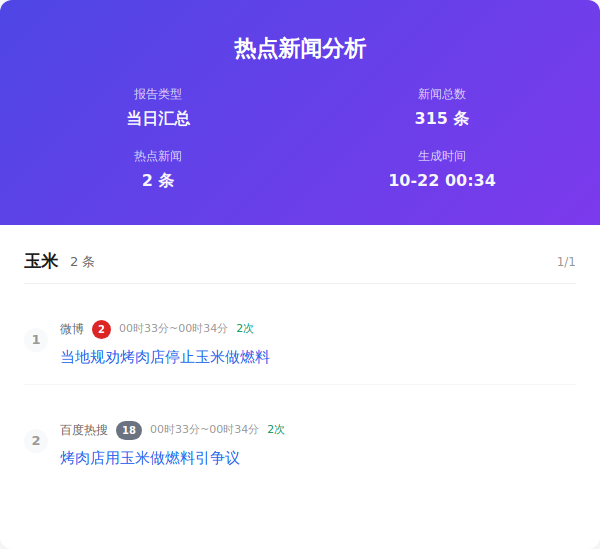 热点新闻分析
报告类型 新闻总数
当日汇总 315 条
热点新闻 生成时间
2 条 10-22 00:34
玉米 2 条 1/1
1 微博 2 00时33分~00时34分 2次
当地规劝烤肉店停止玉米做燃料
2 百度热搜 18 00时33分~00时34分 2次
烤肉店用玉米做燃料引争议